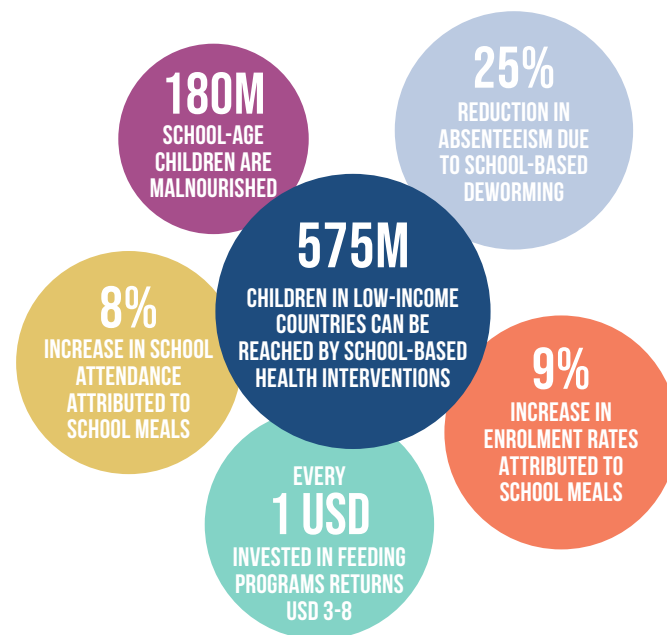 180M
SCHOOL-AGE
CHILDREN ARE
MALNOURISHED
25%
REDUCTION IN
ABSENTEEISM DUE
TO SCHOOL-BASED
DEWORMING
575M
CHILDREN IN LOW-INCOME
COUNTRIES CAN BE
REACHED BY SCHOOL-BASED
HEALTH INTERVENTIONS
8%
INCREASE IN SCHOOL
ATTENDANCE
ATTRIBUTED TO
SCHOOL MEALS
9%
INCREASE IN
ENROLMENT RATES
ATTRIBUTED TO
SCHOOL MEALS
EVERY
1 USD
INVESTED IN FEEDING
PROGRAMS RETURNS
USD 3-8